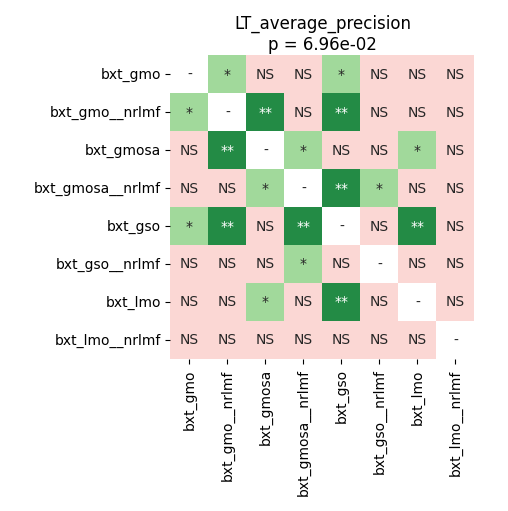 LT_average_precision
p = 6.96e-02
bxt_gmo - * NS NS * NS NS NS
bxt_gmo__nrlmf * - ** NS ** NS NS NS
bxt_gmosa NS ** - * NS NS * NS
bxt_gmosa__nrlmf NS NS * - ** * NS NS
bxt_gso * ** NS ** - NS ** NS
bxt_gso__nrlmf NS NS NS * NS - NS NS
bxt_lmo NS NS * NS ** NS - NS
bxt_lmo__nrlmf NS NS NS NS NS NS NS -
bxt_gmo
bxt_gmo__nrlmf
bxt_gmosa
bxt_gmosa__nrlmf
bxt_gso
bxt_gso__nrlmf
bxt_lmo
bxt_lmo__nrlmf